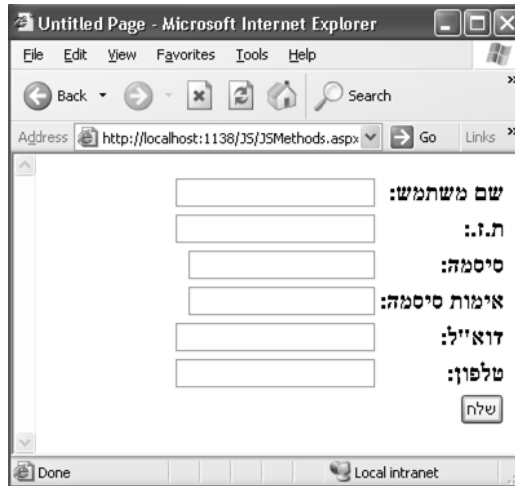 Untitled Page - Microsoft Internet Explorer
File Edit View Favorites Tools Help
Back Search »
Address http://localhost:1138/JS/JSMethods.aspx Go Links »
שם משתמש:
ת.ז.:
סיסמה:
אימות סיסמה:
דוא"ל:
טלפון:
שלח
Done Local intranet